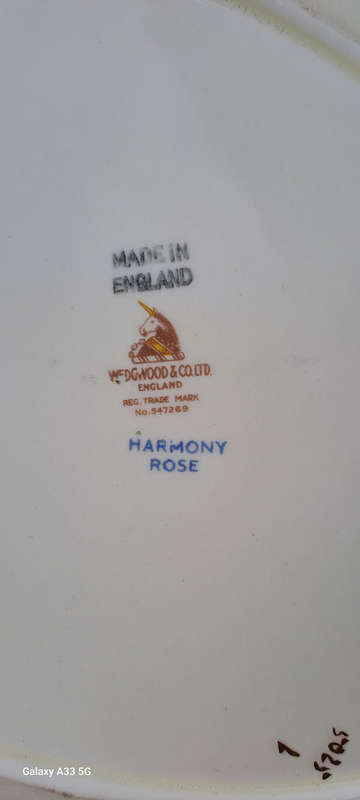 MADE IN
ENGLAND
WEDGWOOD & CO. LTD.
ENGLAND
REG. TRADE MARK
No. 547269
HARMONY
ROSE
Galaxy A33 5G